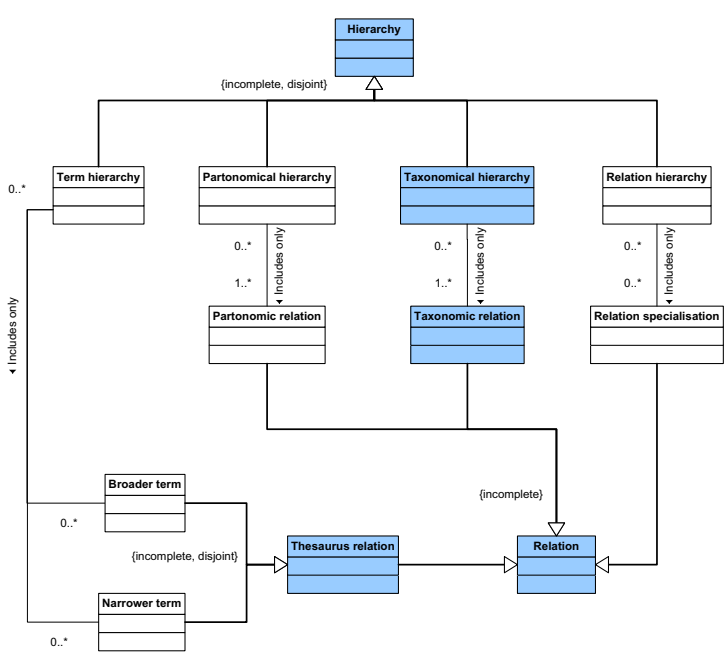 Hierarchy
{incomplete, disjoint}
Term hierarchy
Partonomical hierarchy
Taxonomical hierarchy
Relation hierarchy
0..*
0..*
0..*
0..*
Includes only
Includes only
Includes only
1..*
1..*
0..*
Includes only
Partonomic relation
Taxonomic relation
Relation specialisation
Broader term
{incomplete}
0..*
Thesaurus relation
Relation
{incomplete, disjoint}
Narrower term
0..*